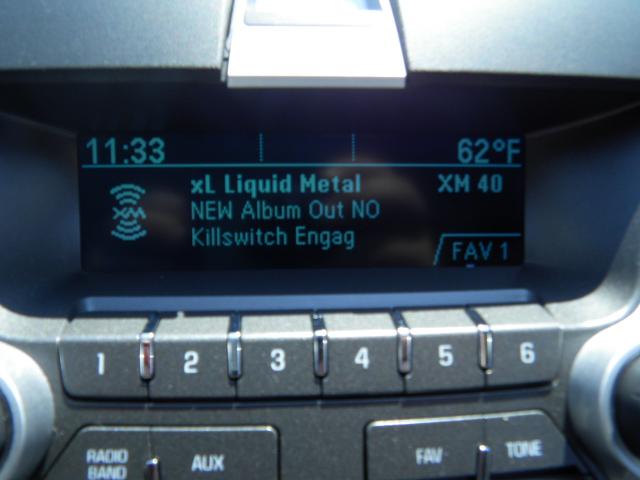 11:33 62°F
xL Liquid Metal XM 40
NEW Album Out NO
XM
Killswitch Engag
FAV 1
1 2 3 4 5 6
RADIO BAND AUX FAV TONE